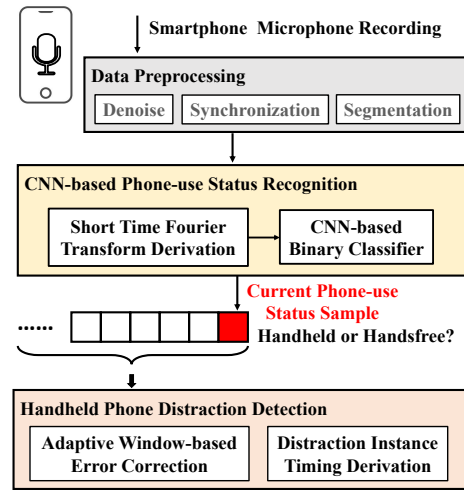 Smartphone Microphone Recording
Data Preprocessing
Denoise Synchronization Segmentation
CNN-based Phone-use Status Recognition
Short Time Fourier
Transform Derivation
CNN-based
Binary Classifier
Current Phone-use
Status Sample
Handheld or Handsfree?
......
Handheld Phone Distraction Detection
Adaptive Window-based
Error Correction
Distraction Instance
Timing Derivation